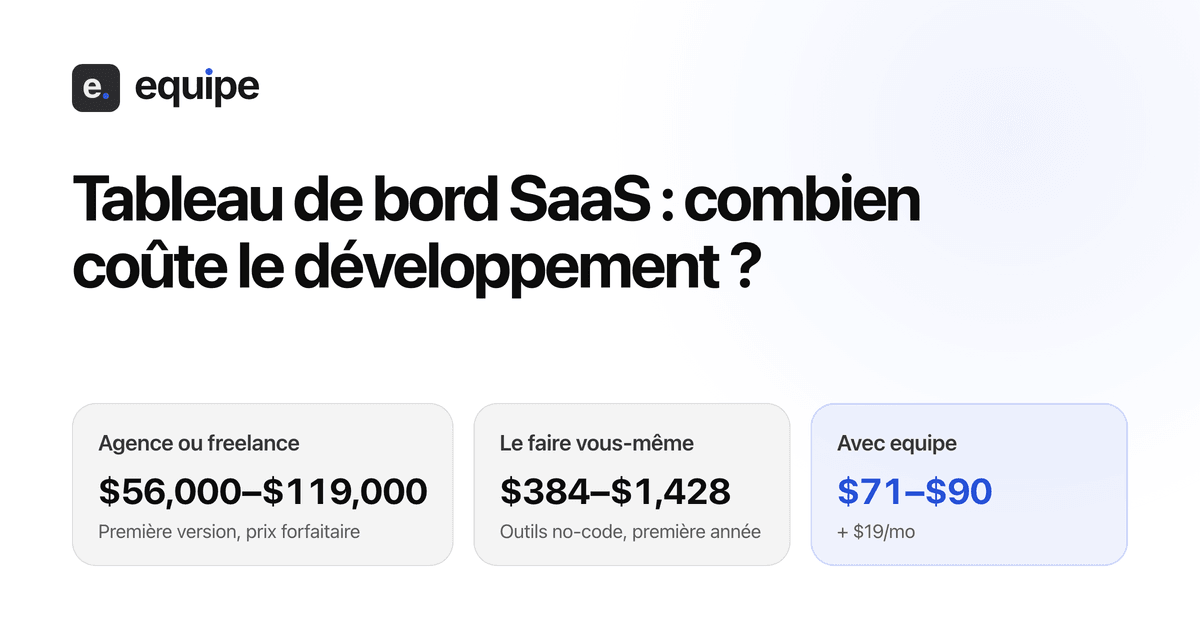 e.
equipe
Tableau de bord SaaS : combien
coûte le développement ?
Agence ou freelance
$56,000–$119,000
Première version, prix forfaitaire
Le faire vous-même
$384–$1,428
Outils no-code, première année
Avec equipe
$71–$90
+ $19/mo